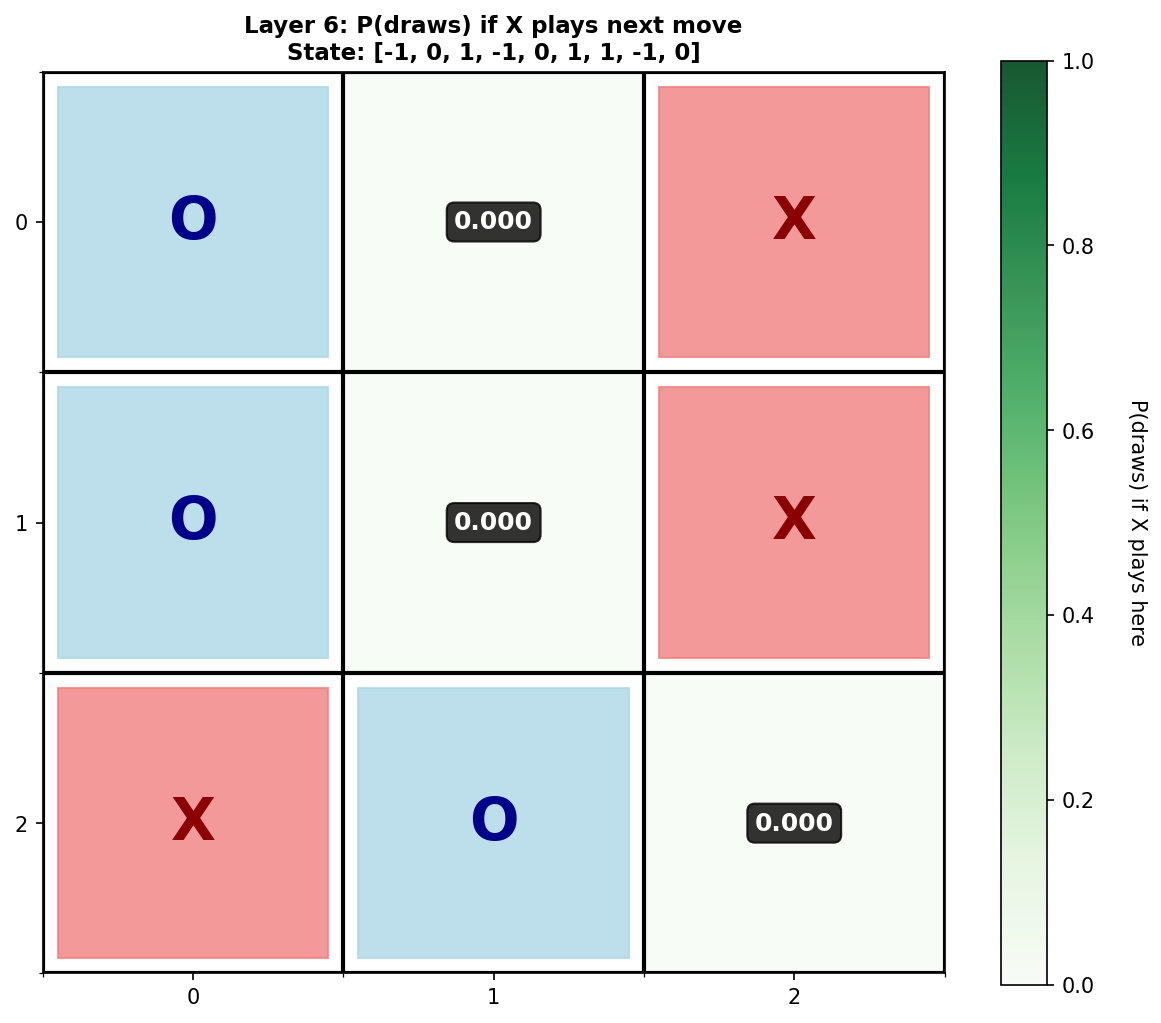 Layer 6: P(draws) if X plays next move
State: [-1, 0, 1, -1, 0, 1, 1, -1, 0]
0
O
0.000
X
1
O
0.000
X
2
X
O
0.000
0
1
2
1.0
0.8
0.6
0.4
0.2
0.0
P(draws) if X plays here